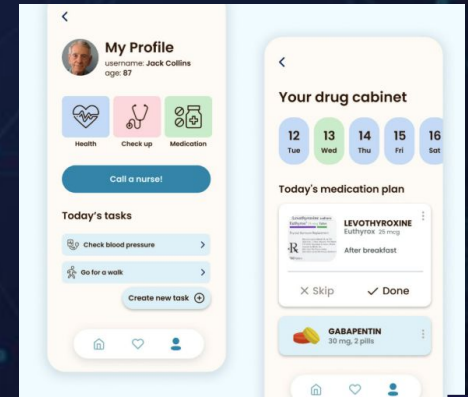 My Profile
username: Jack Collins
age: 87
Health
Check up
Medication
Call a nurse!
Today's tasks
Check blood pressure
Go for a walk
Create new task
Your drug cabinet
12
Tue
13
Wed
14
Thu
15
Fri
16
Sat
Today's medication plan
LEVOTHYROXINE
Euthyrox 25 mcg
After breakfast
Skip
Done
GABAPENTIN
30 mg, 2 pills